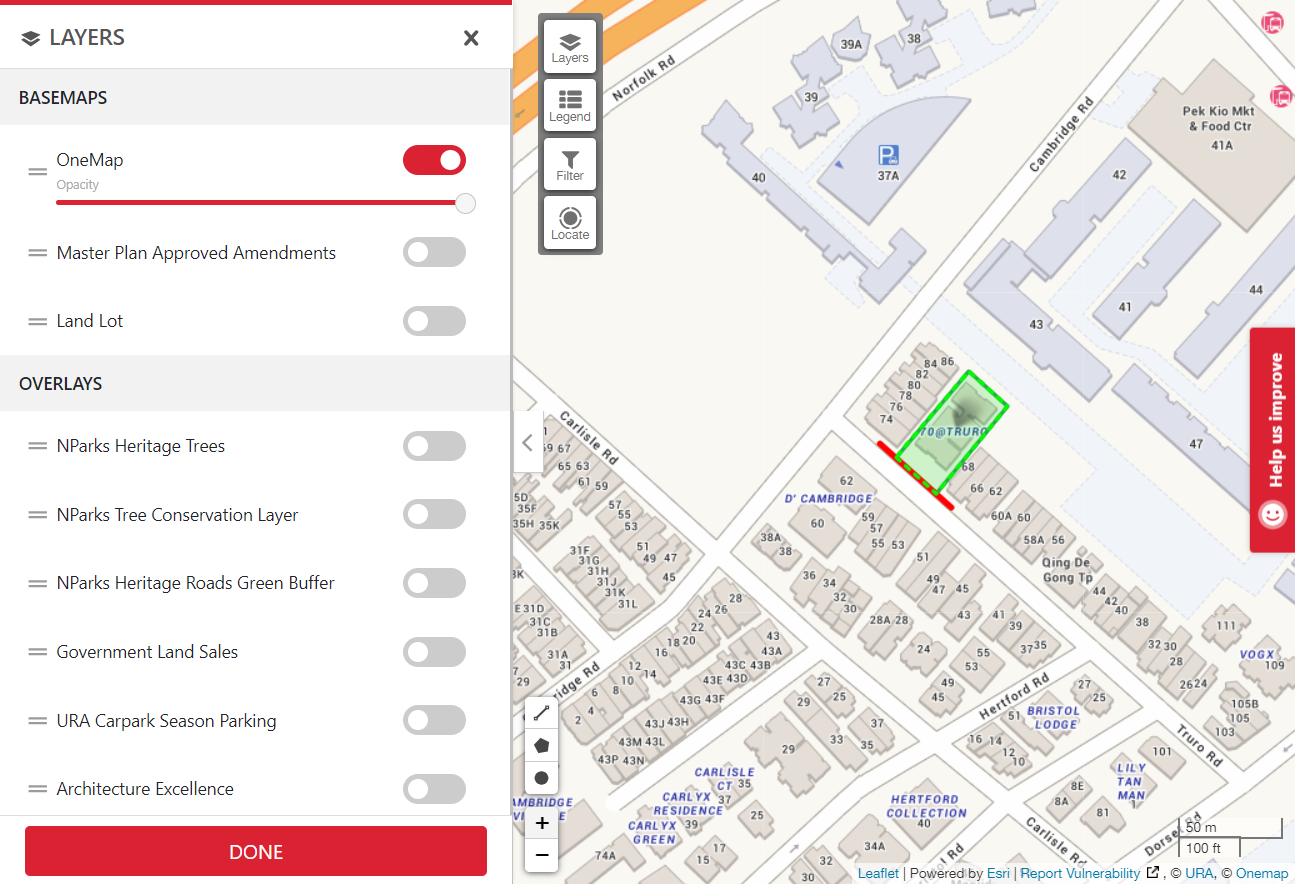 LAYERS
BASEMAPS
OneMap
Opacity
Master Plan Approved Amendments
Land Lot
OVERLAYS
NParks Heritage Trees
NParks Tree Conservation Layer
NParks Heritage Roads Green Buffer
Government Land Sales
URA Carpark Season Parking
Architecture Excellence
DONE
Layers
Legend
Filter
Locate
Norfolk Rd
39A
38
39
40
P
37A
Cambridge Rd
Pek Kio Mkt
& Food Ctr
41A
42
41
44
43
47
Help us improve
84 86
82
80
78
76
74
70@TRURO
68
66 62
60A 60
58A 56
Qing De
Gong Tp
44
42
40
38
32 30
28
26 24
111
VOGX
109
105B
105
103
Carlisle Rd
69 67
65 63
61
59
57
55
53
51
49 47
45
5D
35F
35H 35K
31F
31G
31H
31J
31K
31L
3K
E 31D
31C
31B
31A
31
29
62
D' CAMBRIDGE
60
59
57
55 53
51
49
47 45
43
41
39
37 35
38A
38
36
34
32
30
28A 28
24
55
53
49
45
28
26
24
22
20
18
16
14
12
10
8
6
4
2
43
43A
43C 43B
43E 43D
43G 43F
43J 43H
43M 43L
43P 43N
27
25
29
33
35
37
29
Hertford Rd
27
25
51
BRISTOL
LODGE
16 14
12
10
Truro Rd
101
LILY
TAN
MAN
1
8E
8A
81
CARLISLE
CT 35
CARLYX
RESIDENCE
37
CARLYX 39
GREEN
25
17
15
74A
HERTFORD
COLLECTION
40
34A
32
30
Carlisle Rd
50 m
100 ft
+
−
Leaflet | Powered by Esri | Report Vulnerability , © URA, © Onemap